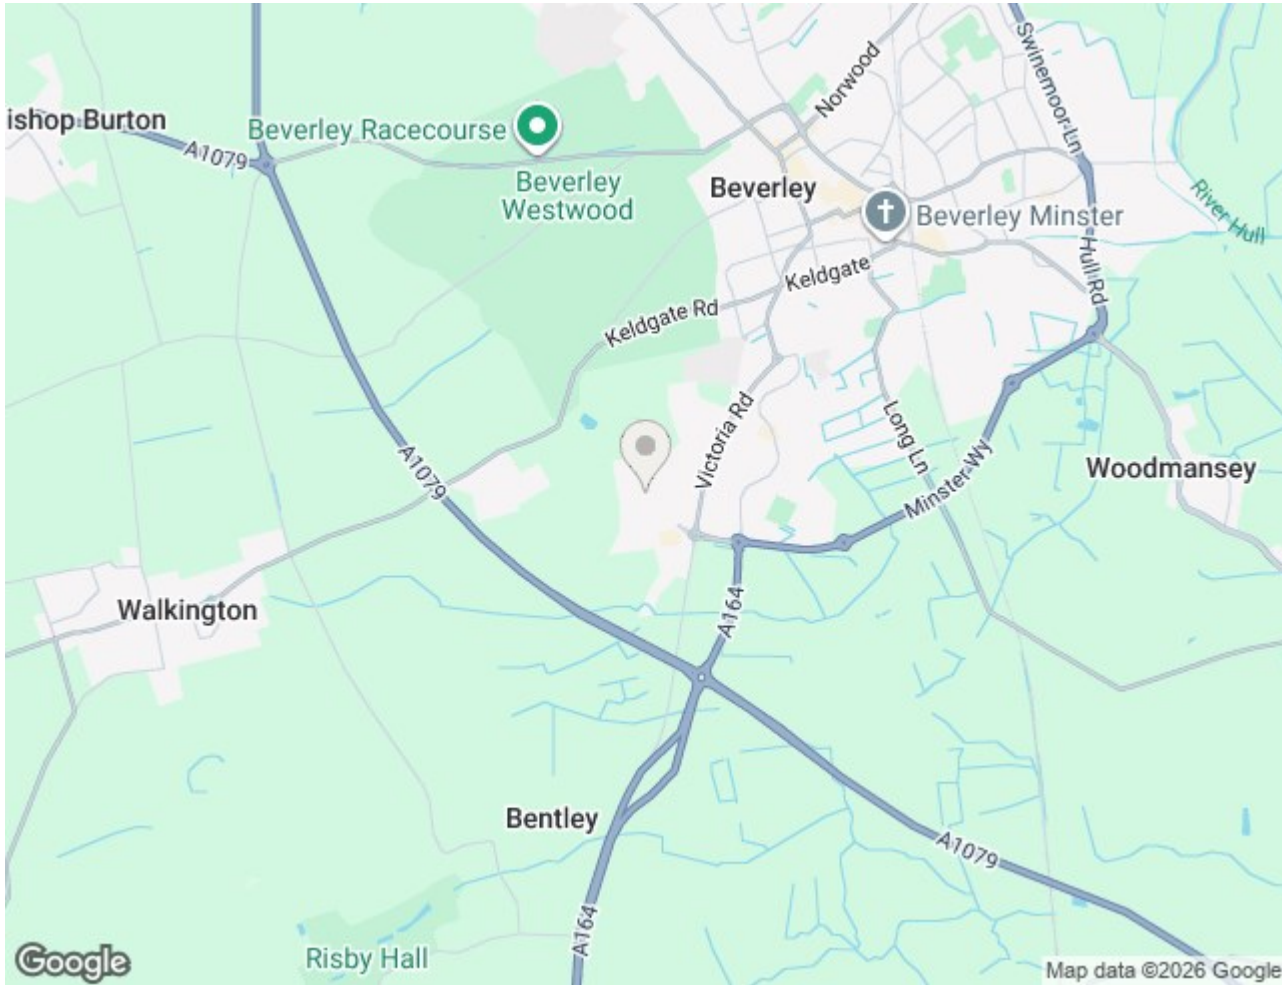 Swinemoor Ln
Norwood
ishop Burton
Beverley Racecourse
A1079
Beverley
Westwood
Beverley
River Hull
Beverley Minster
Keldgate
Hull Rd
Keldgate Rd
Victoria Rd
Long Ln
A1079
Woodmansey
Minster Wy
Walkington
A164
Bentley
A1079
A164
Risby Hall
Google
Map data ©2026 Google